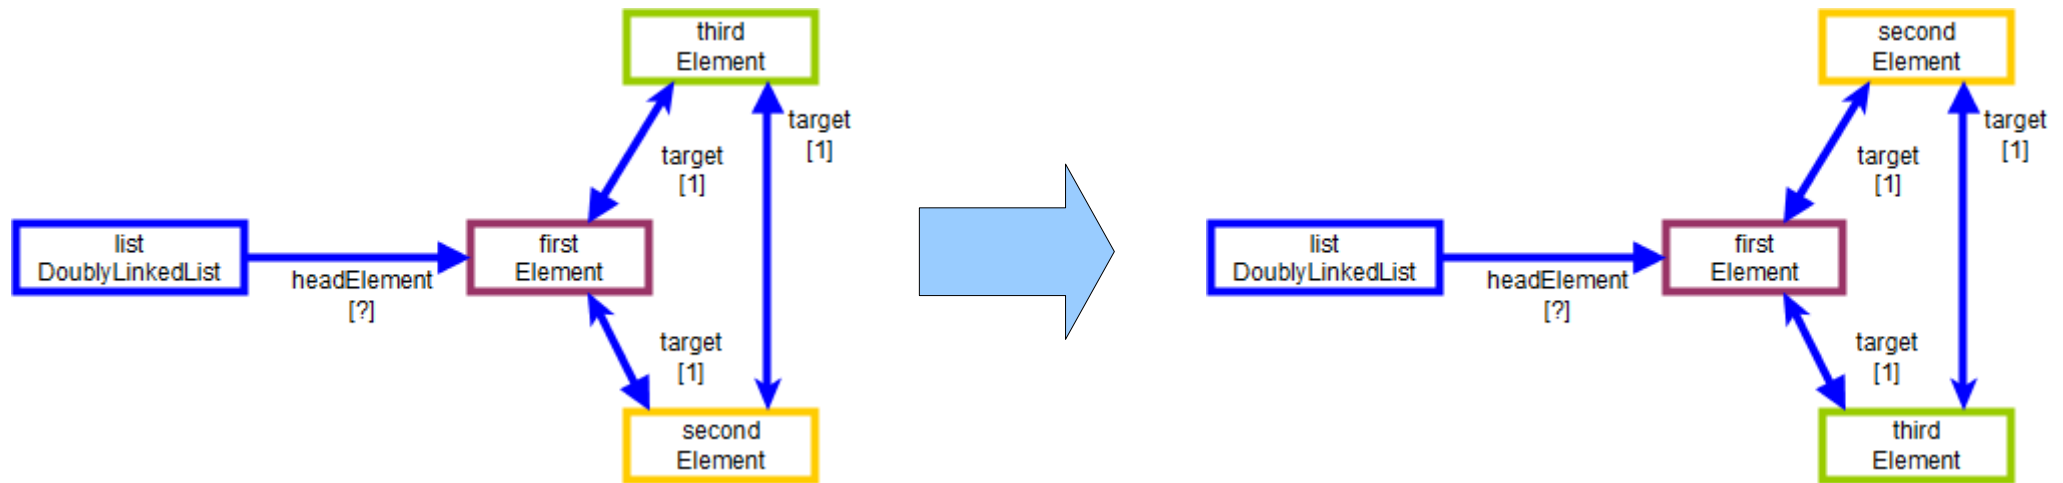 third
Element
target
[1]
target
[1]
list
DoublyLinkedList
headElement
[?]
first
Element
target
[1]
second
Element
second
Element
target
[1]
target
[1]
list
DoublyLinkedList
headElement
[?]
first
Element
target
[1]
third
Element